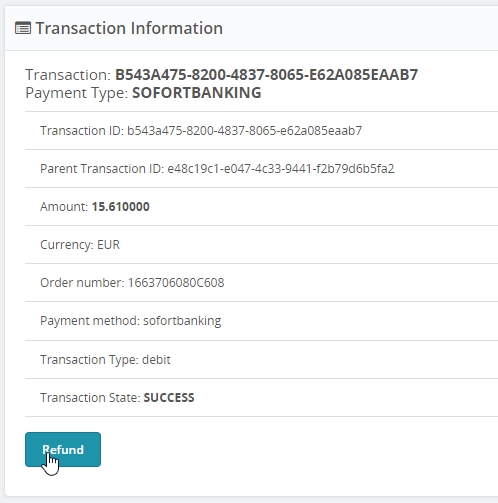 Transaction Information
Transaction: B543A475-8200-4837-8065-E62A085EAAB7
Payment Type: SOFORTBANKING
Transaction ID: b543a475-8200-4837-8065-e62a085eaab7
Parent Transaction ID: e48c19c1-e047-4c33-9441-f2b79d6b5fa2
Amount: 15.610000
Currency: EUR
Order number: 1663706080C608
Payment method: sofortbanking
Transaction Type: debit
Transaction State: SUCCESS
Refund